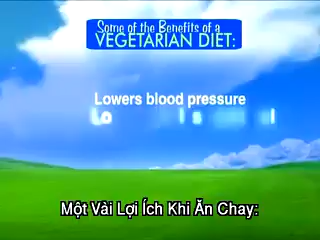 Some of the Benefits of a
VEGETARIAN DIET:
Lowers blood pressure
Một Vài Lợi Ích Khi Ăn Chay: